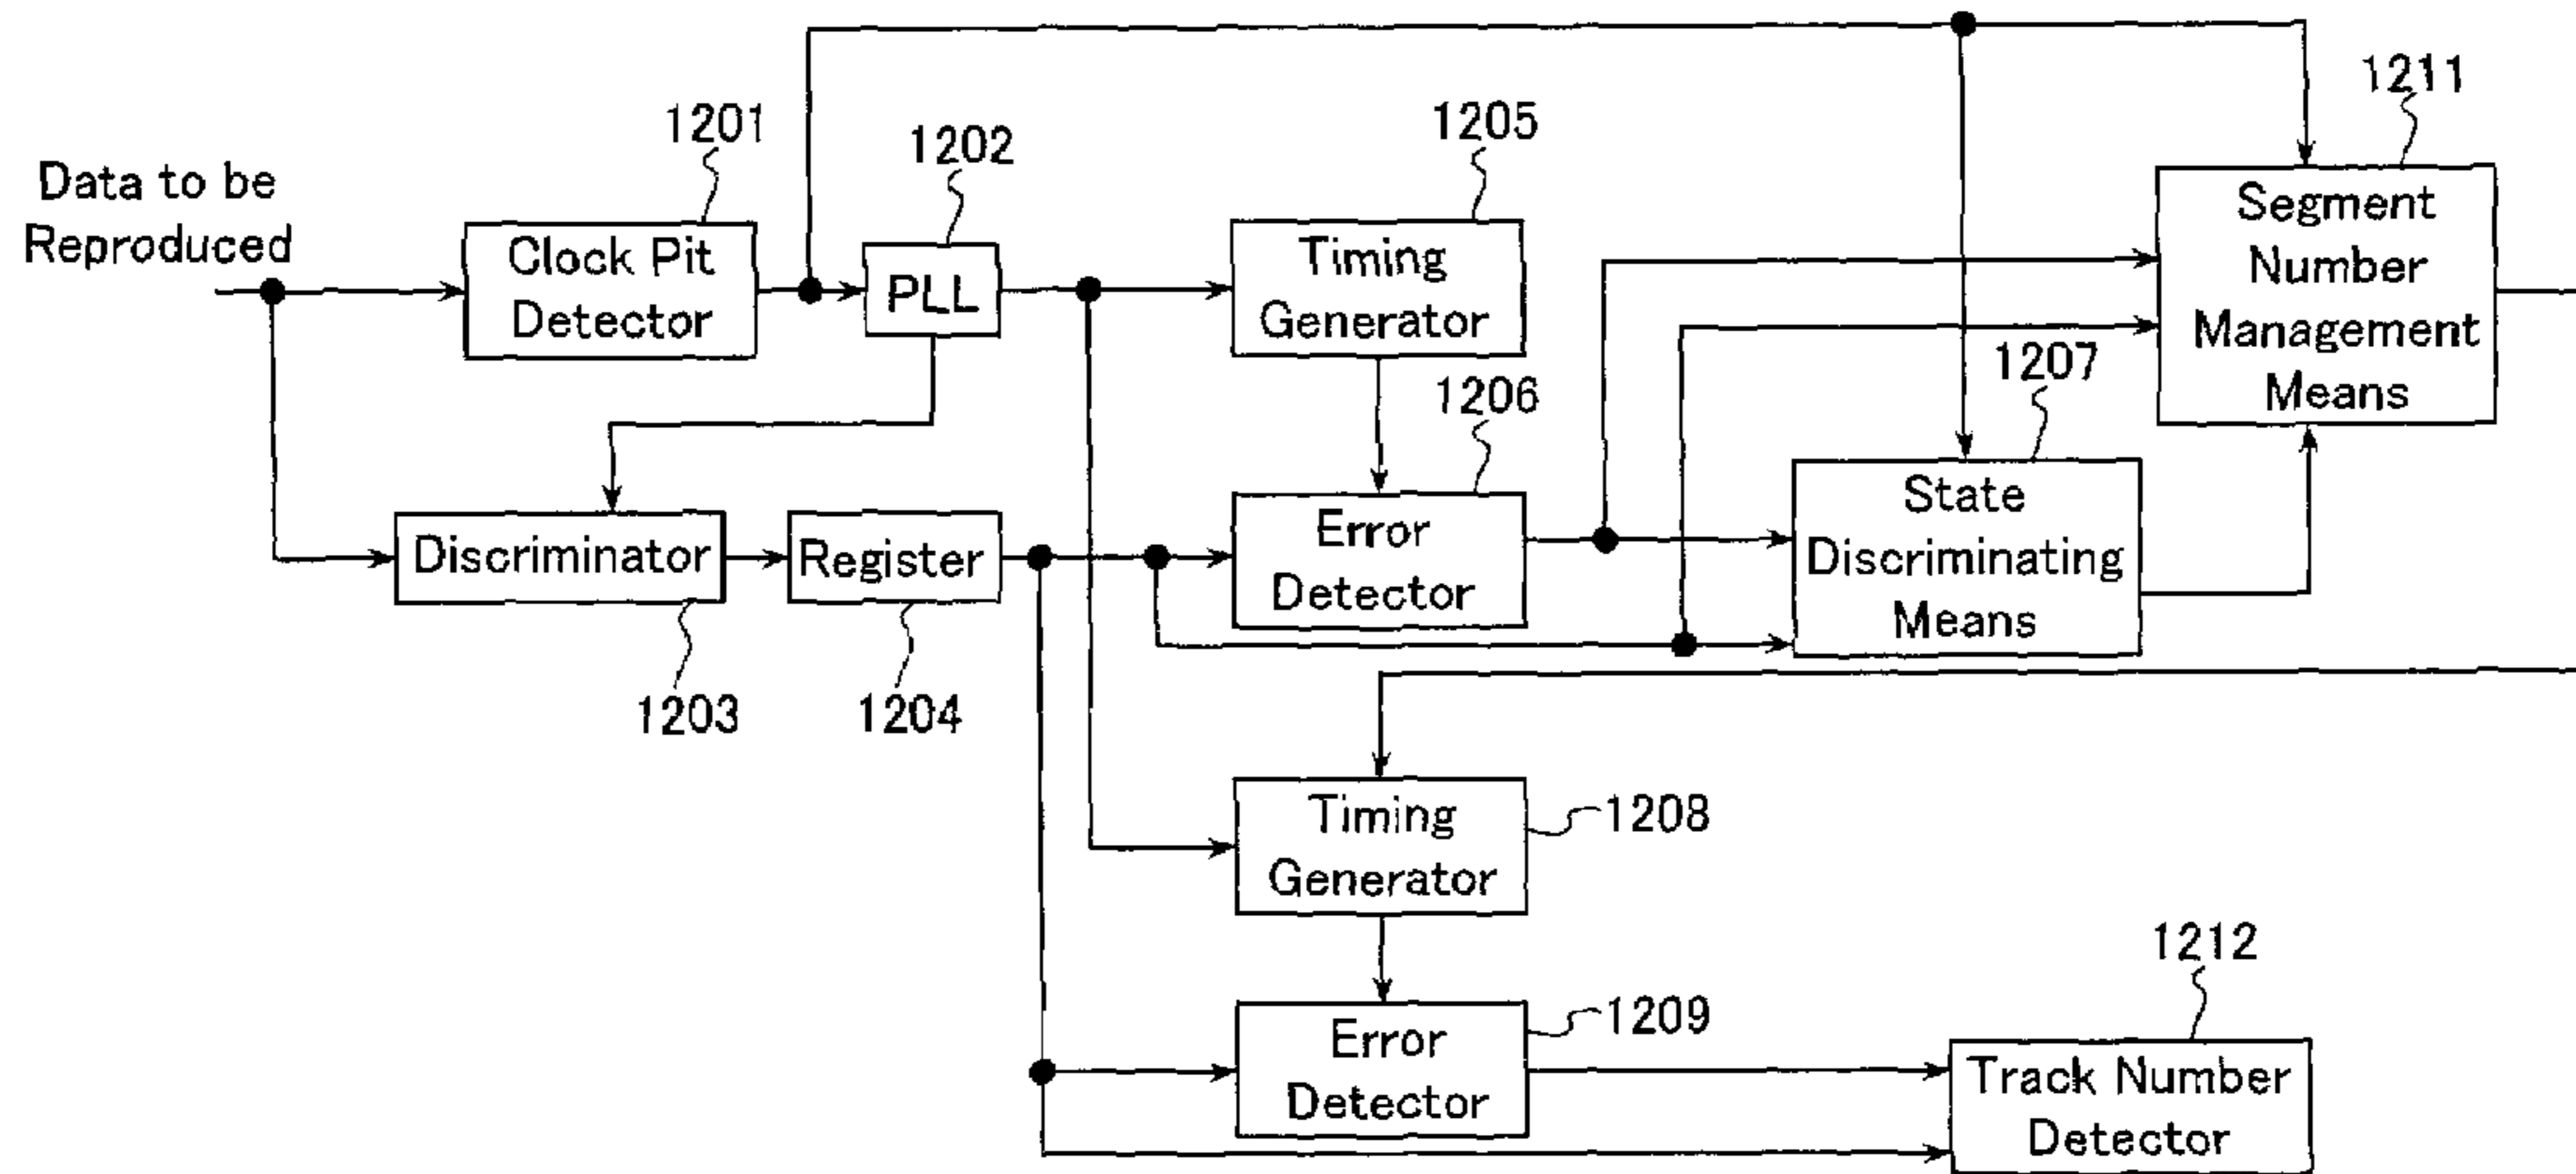 Data to be
Reproduced
1201
Clock Pit
Detector
1202
PLL
1205
Timing
Generator
1211
Segment
Number
Management
Means
1203
Discriminator
1204
Register
1206
Error
Detector
1207
State
Discriminating
Means
1208
Timing
Generator
1209
Error
Detector
1212
Track Number
Detector